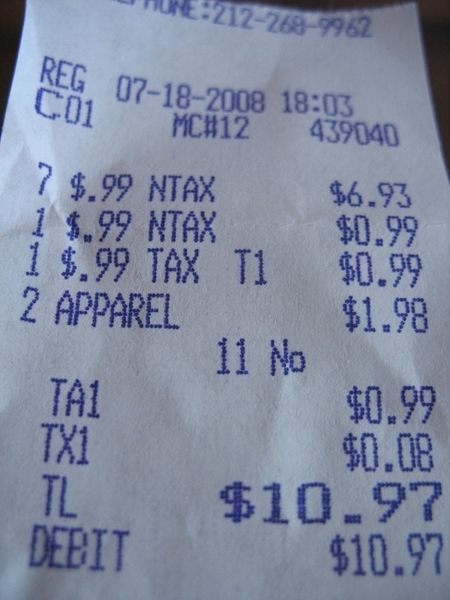 PHONE:212-268-9962
REG 07-18-2008 18:03
C:01 MC#12 439040
7 $.99 NTAX $6.93
1 $.99 NTAX $0.99
1 $.99 TAX T1 $0.99
2 APPAREL $1.98
11 No
TA1 $0.99
TX1 $0.08
TL $10.97
DEBIT $10.97